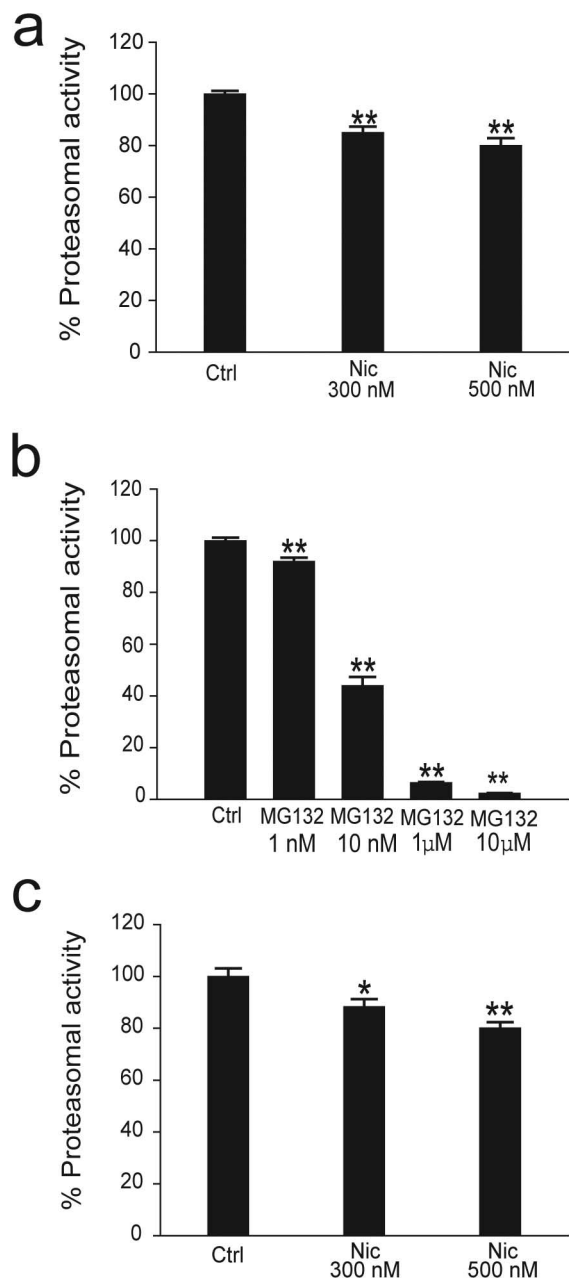 a
% Proteasomal activity
120
100
80
60
40
20
0
**
**
Ctrl
Nic
300 nM
Nic
500 nM
b
% Proteasomal activity
120
100
80
60
40
20
0
**
**
**
**
Ctrl
MG132
1 nM
MG132
10 nM
MG132
1μM
MG132
10μM
c
% Proteasomal activity
120
100
80
60
40
20
0
*
**
Ctrl
Nic
300 nM
Nic
500 nM